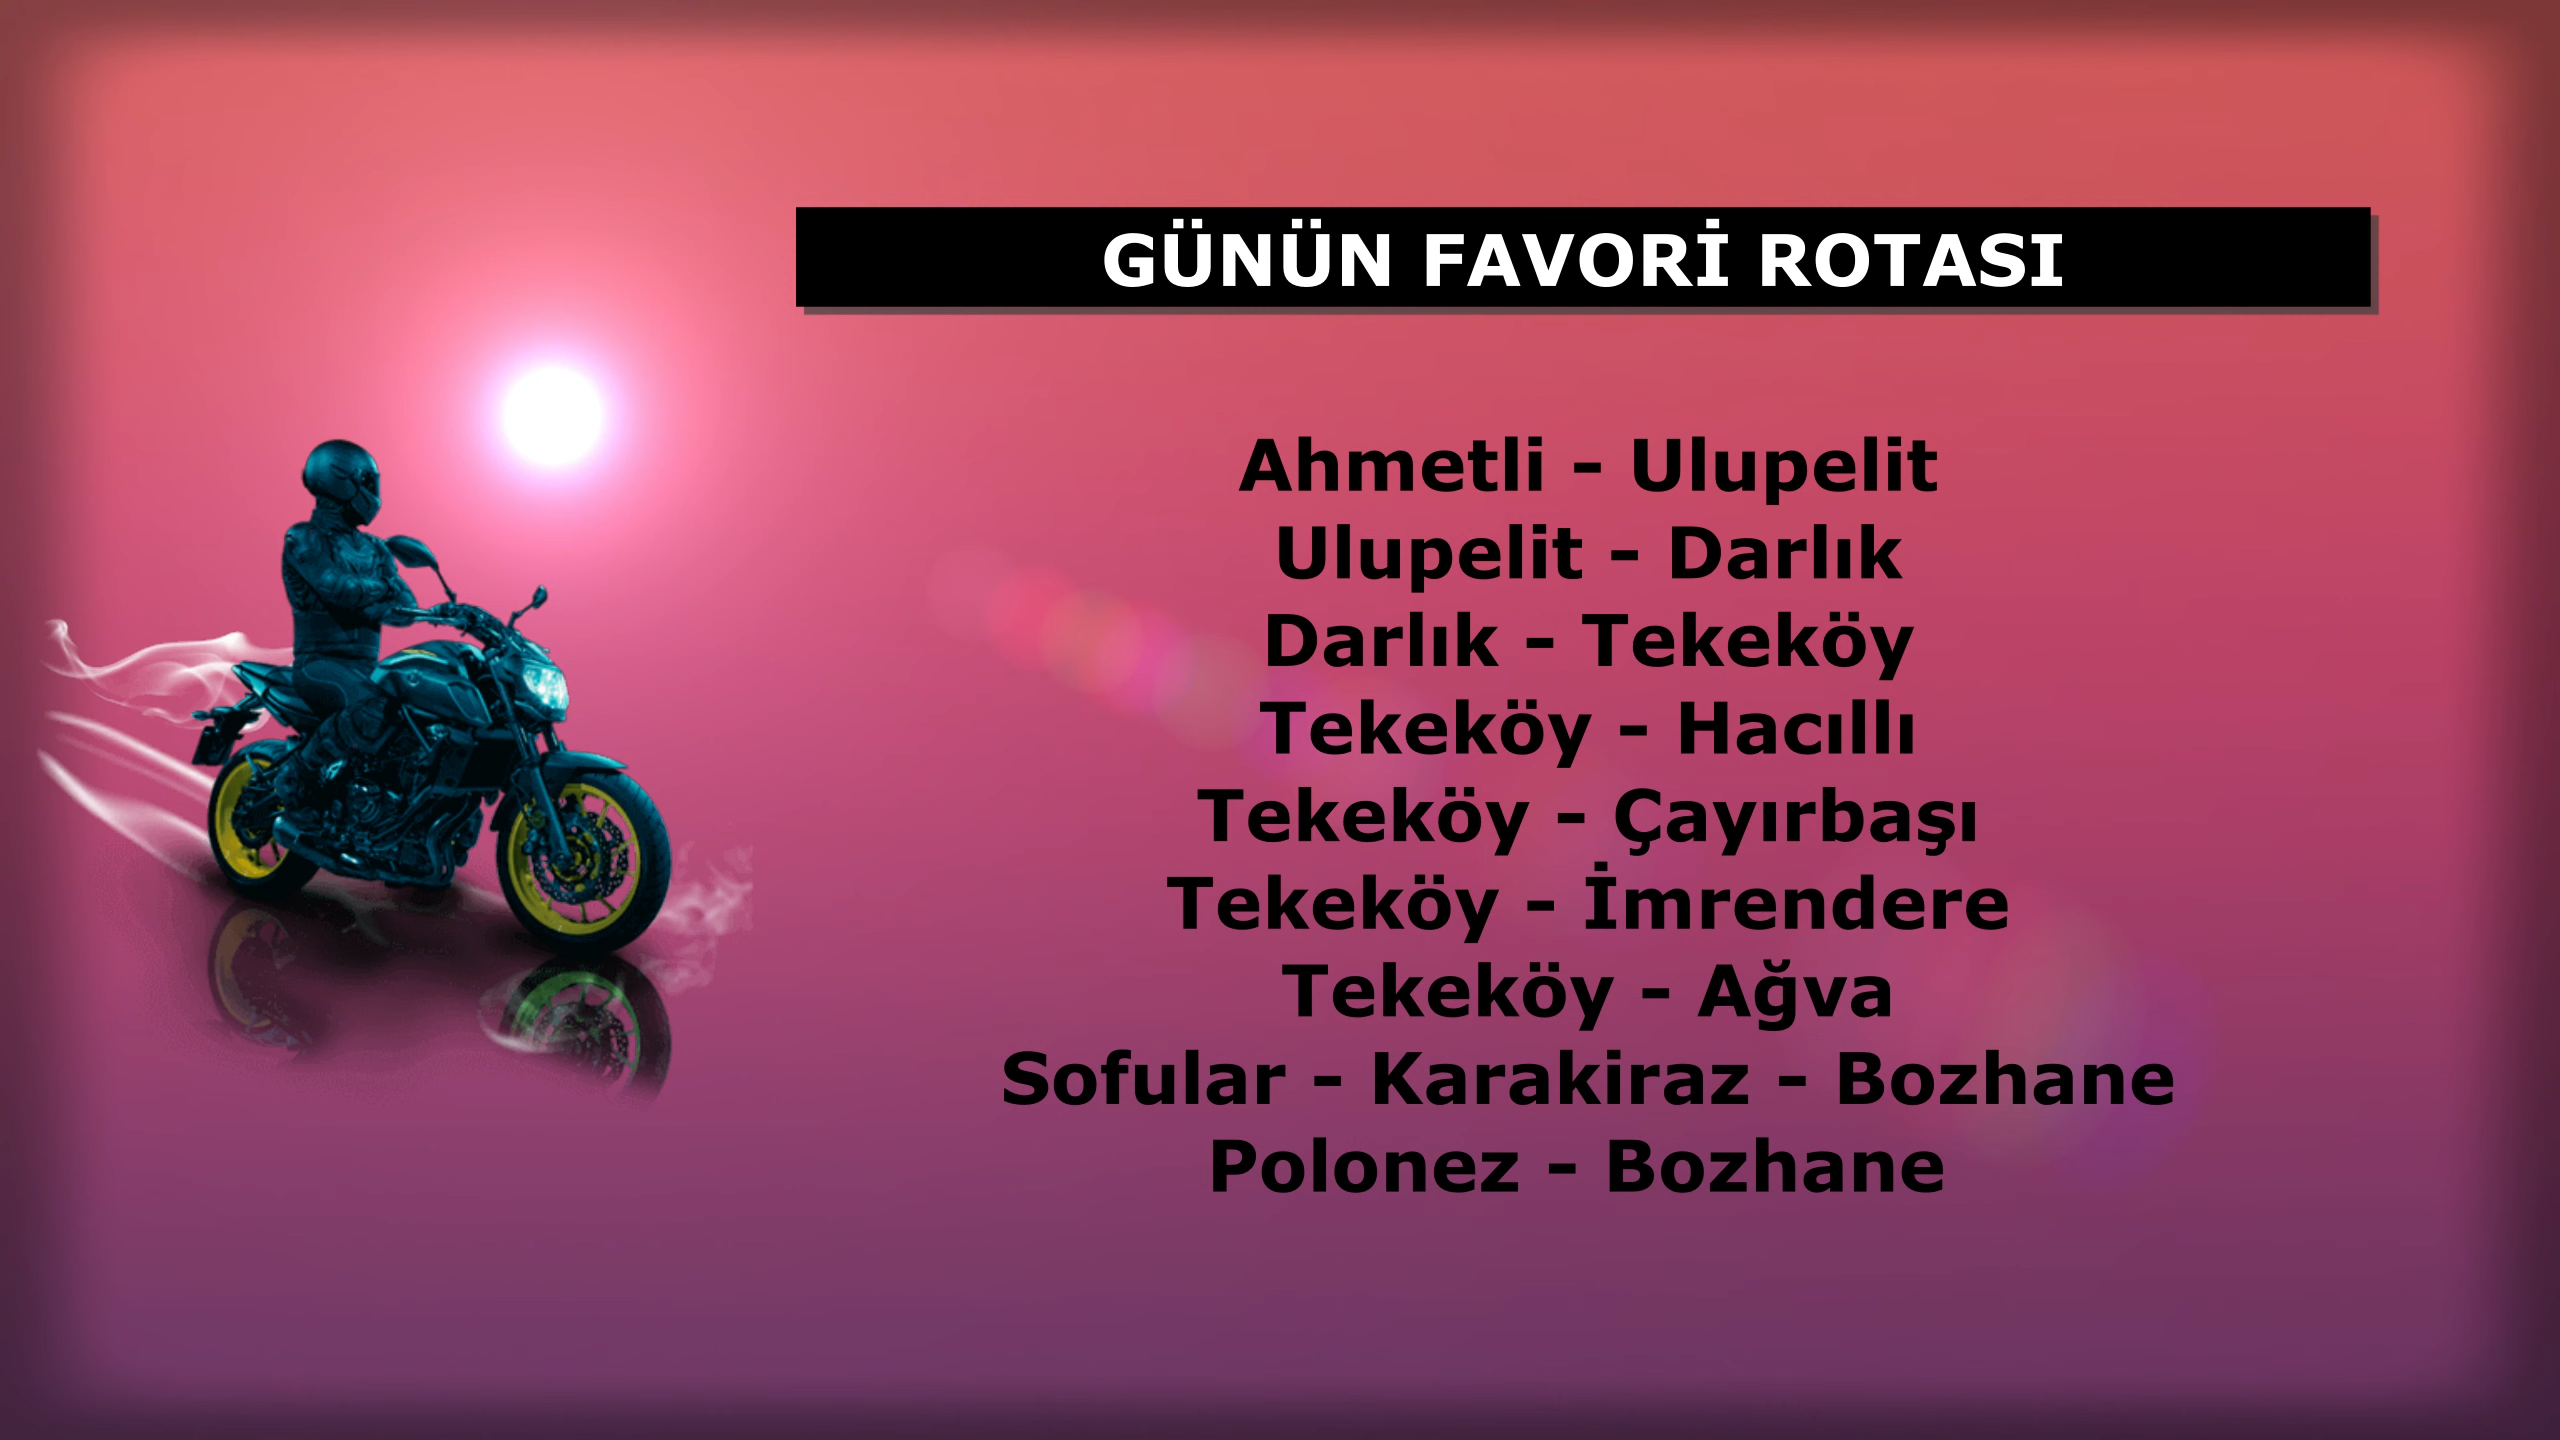 GÜNÜN FAVORİ ROTASI
Ahmetli - Ulupelit
Ulupelit - Darlık
Darlık - Tekeköy
Tekeköy - Hacıllı
Tekeköy - Çayırbaşı
Tekeköy - İmrendere
Tekeköy - Ağva
Sofular - Karakiraz - Bozhane
Polonez - Bozhane